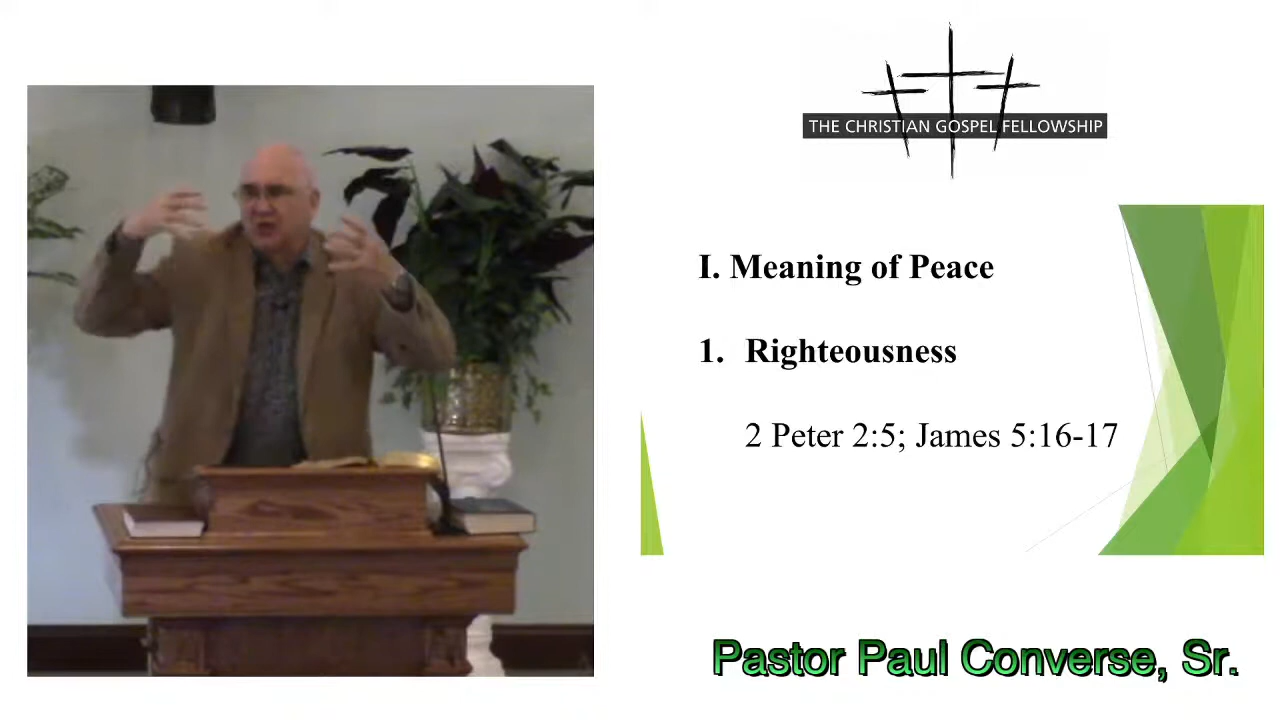 THE CHRISTIAN GOSPEL FELLOWSHIP
I. Meaning of Peace
1. Righteousness
2 Peter 2:5; James 5:16-17
Pastor Paul Converse, Sr.